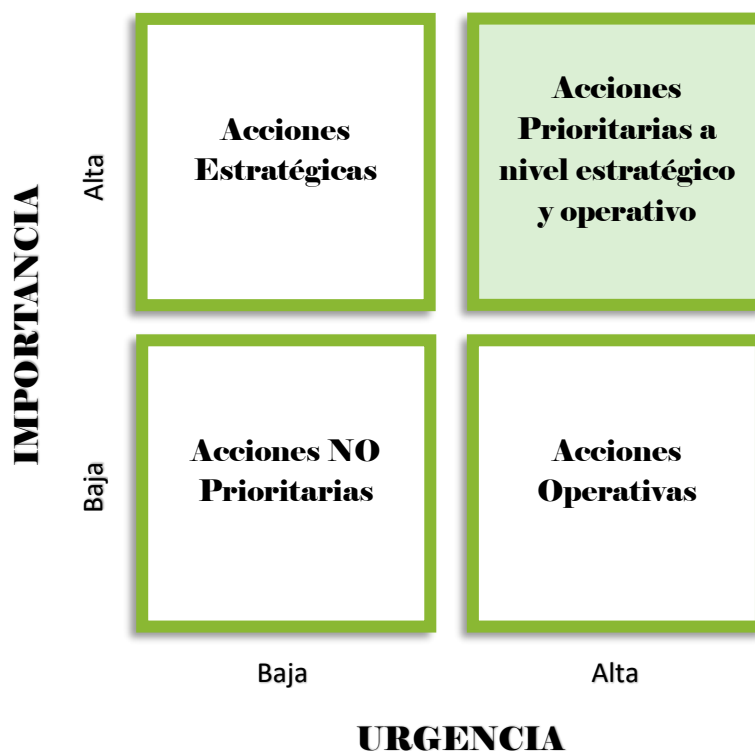 Acciones
Estratégicas
Acciones
Prioritarias a
nivel estratégico
y operativo
Alta
IMPORTANCIA
Acciones NO
Prioritarias
Acciones
Operativas
Baja
Baja
Alta
URGENCIA